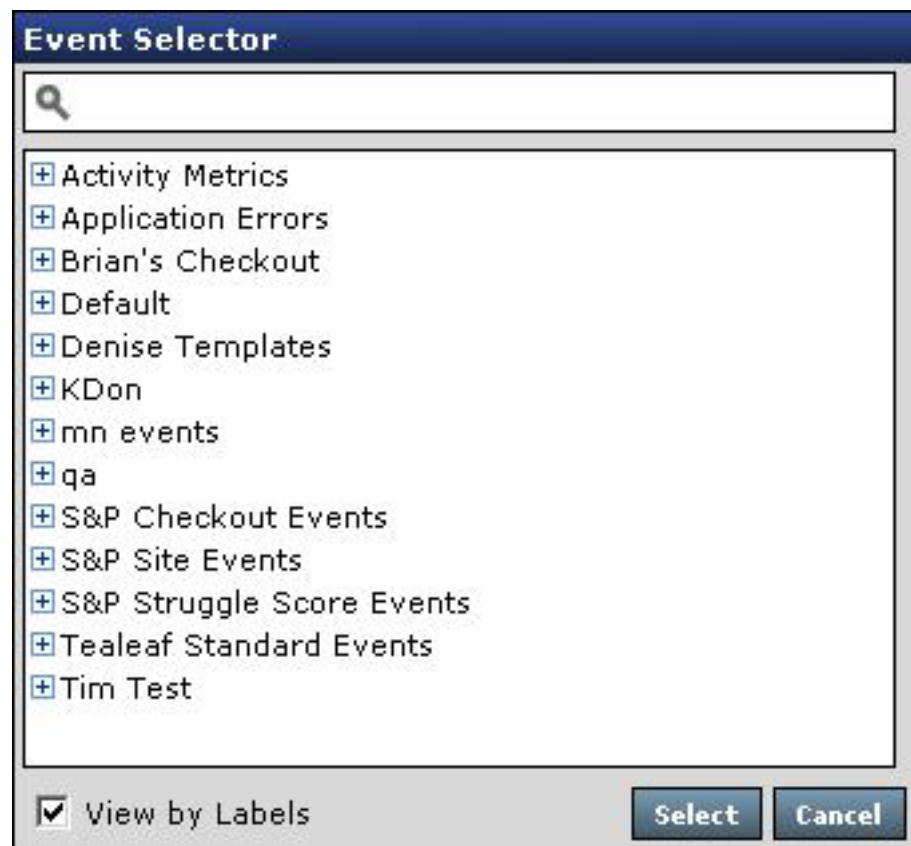 Event Selector
Activity Metrics
Application Errors
Brian's Checkout
Default
Denise Templates
KDon
mn events
qa
S&P Checkout Events
S&P Site Events
S&P Struggle Score Events
Tealeaf Standard Events
Tim Test
View by Labels Select Cancel